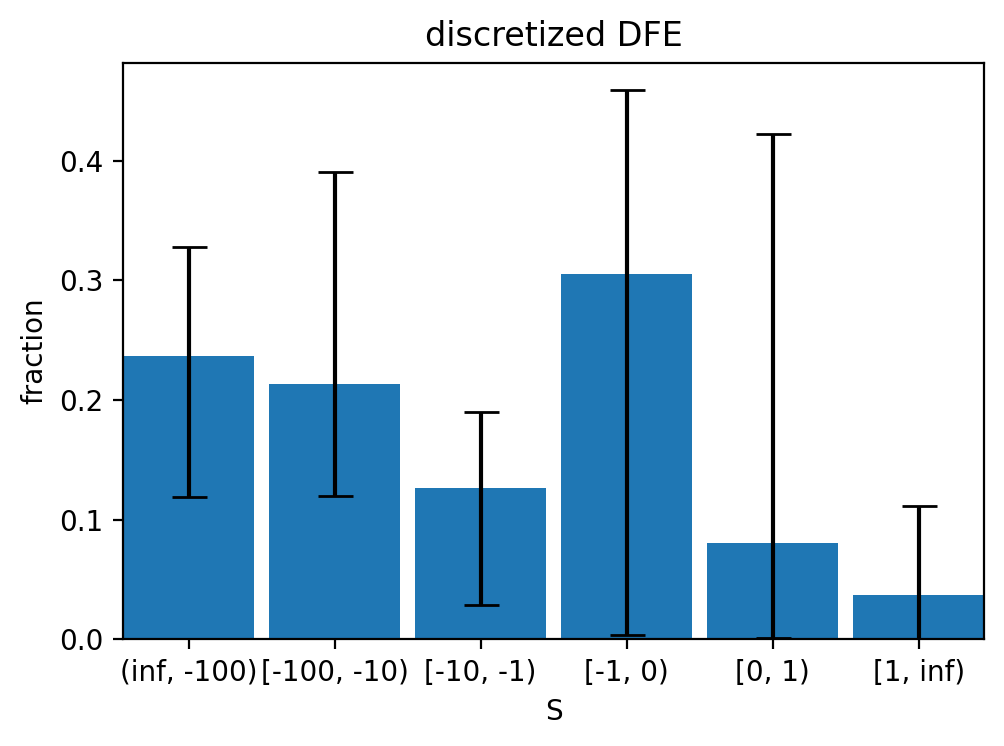 discretized DFE
fraction
0.4
0.3
0.2
0.1
0.0
(inf, -100) [-100, -10) [-10, -1) [-1, 0) [0, 1) [1, inf)
S